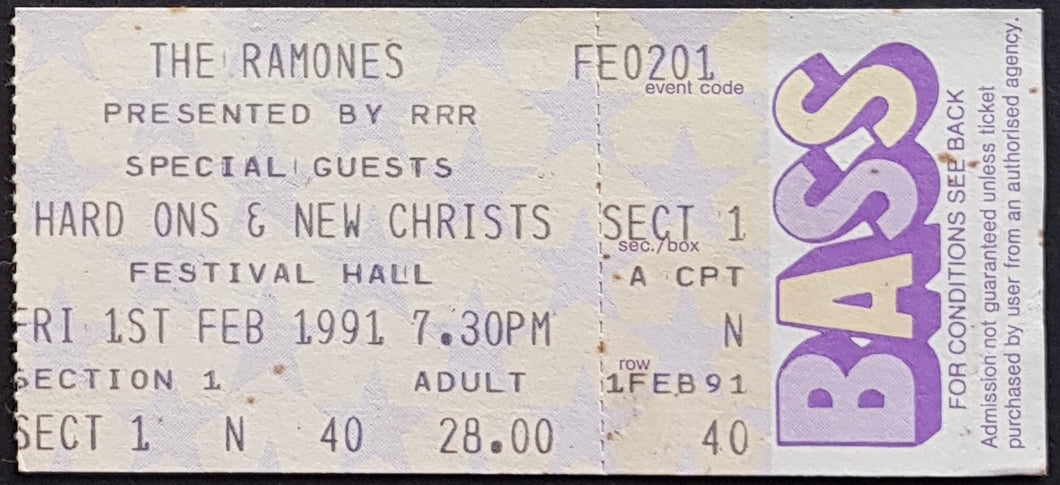 THE RAMONES
PRESENTED BY RRR
SPECIAL GUESTS
HARD ONS & NEW CHRISTS
FESTIVAL HALL
FRI 1ST FEB 1991 7.30PM
SECTION 1 ADULT
SECT 1 N 40 28.00
FE0201
event code
SECT 1
sec./box
A CPT
N
row
1FEB91
40
BASS
FOR CONDITIONS SEE BACK
Admission not guaranteed unless ticket
purchased by user from an authorised agency.